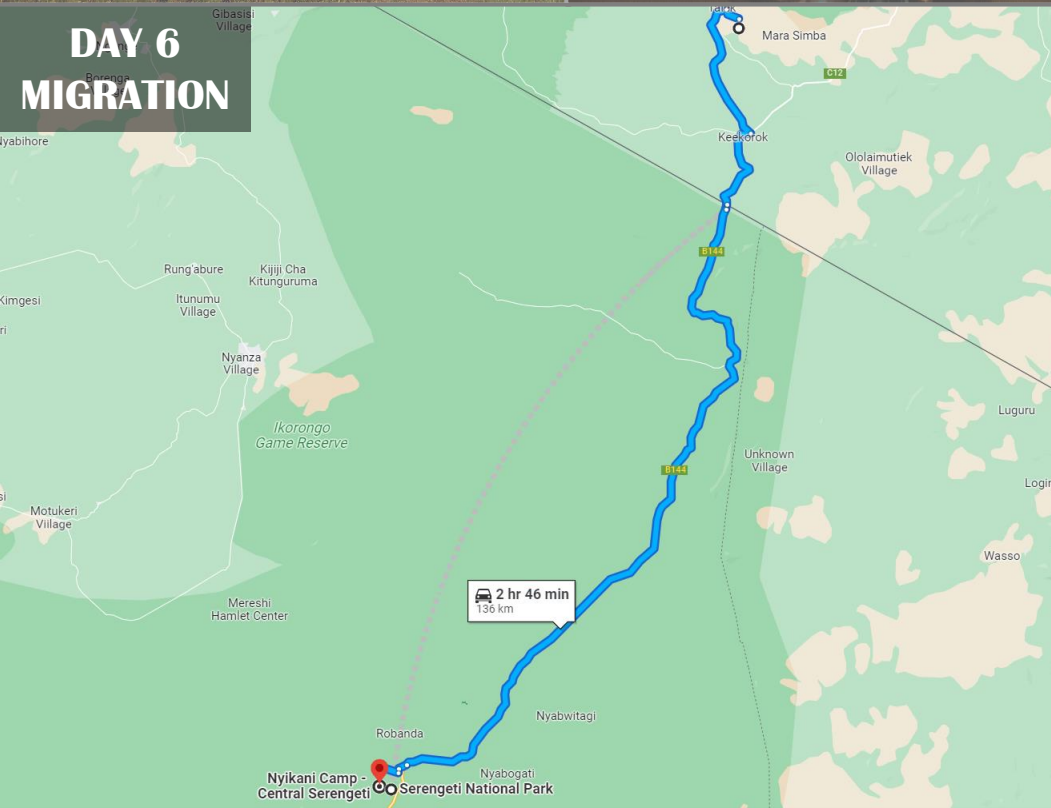 Gibasisi
Village
DAY 6
MIGRATION
Mara Simba
C12
Keekorok
Ololaimutiek
Village
B144
Rung'abure
Kijiji Cha
Kitunguruma
Itunumu
Village
Kimgesi
Nyanza
Village
Luguru
Ikorongo
Game Reserve
B144
Unknown
Village
Motukeri
Viilage
Wasso
2 hr 46 min
136 km
Mereshi
Hamlet Center
Nyabwitagi
Robanda
Nyabogati
Nyikani Camp -
Central Serengeti
Serengeti National Park